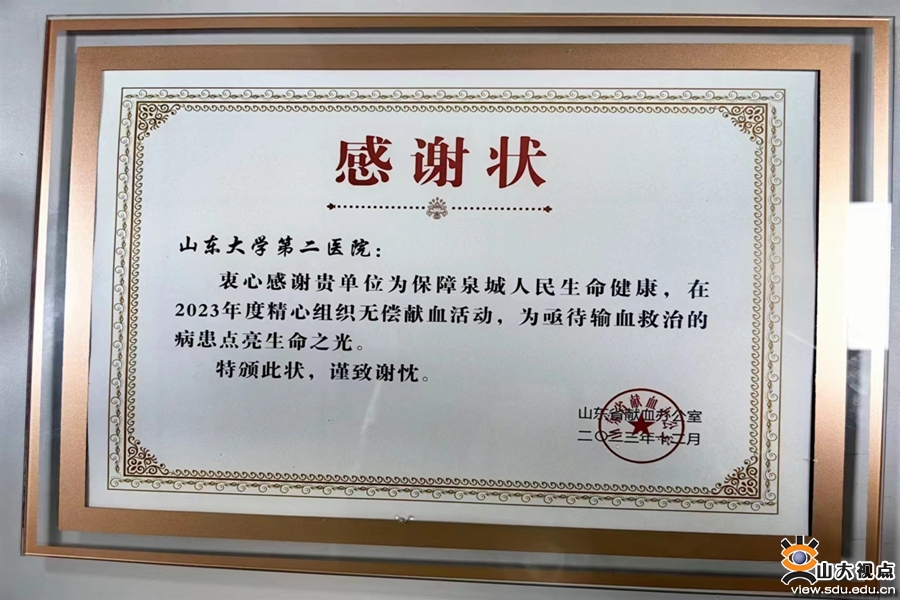 感谢状
山东大学第二医院：
衷心感谢贵单位为保障泉城人民生命健康，在
2023年度精心组织无偿献血活动，为亟待输血救治的
病患点亮生命之光。
特颁此状，谨致谢忱。
山东省献血办公室
二〇二三年十二月
山大视点
view.sdu.edu.cn